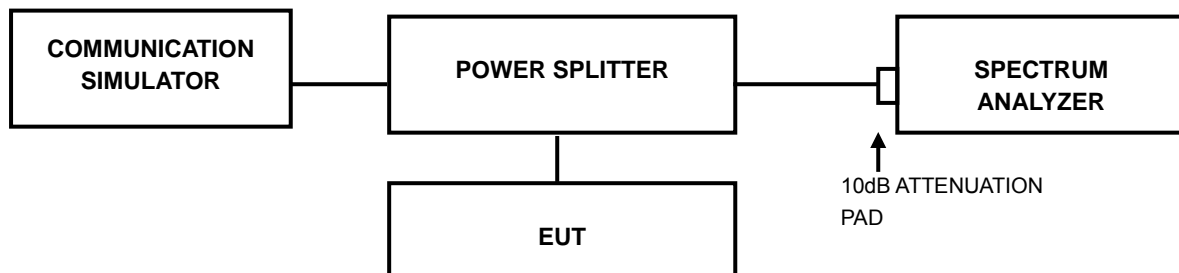 COMMUNICATION
SIMULATOR
POWER SPLITTER
SPECTRUM
ANALYZER
10dB ATTENUATION
PAD
EUT